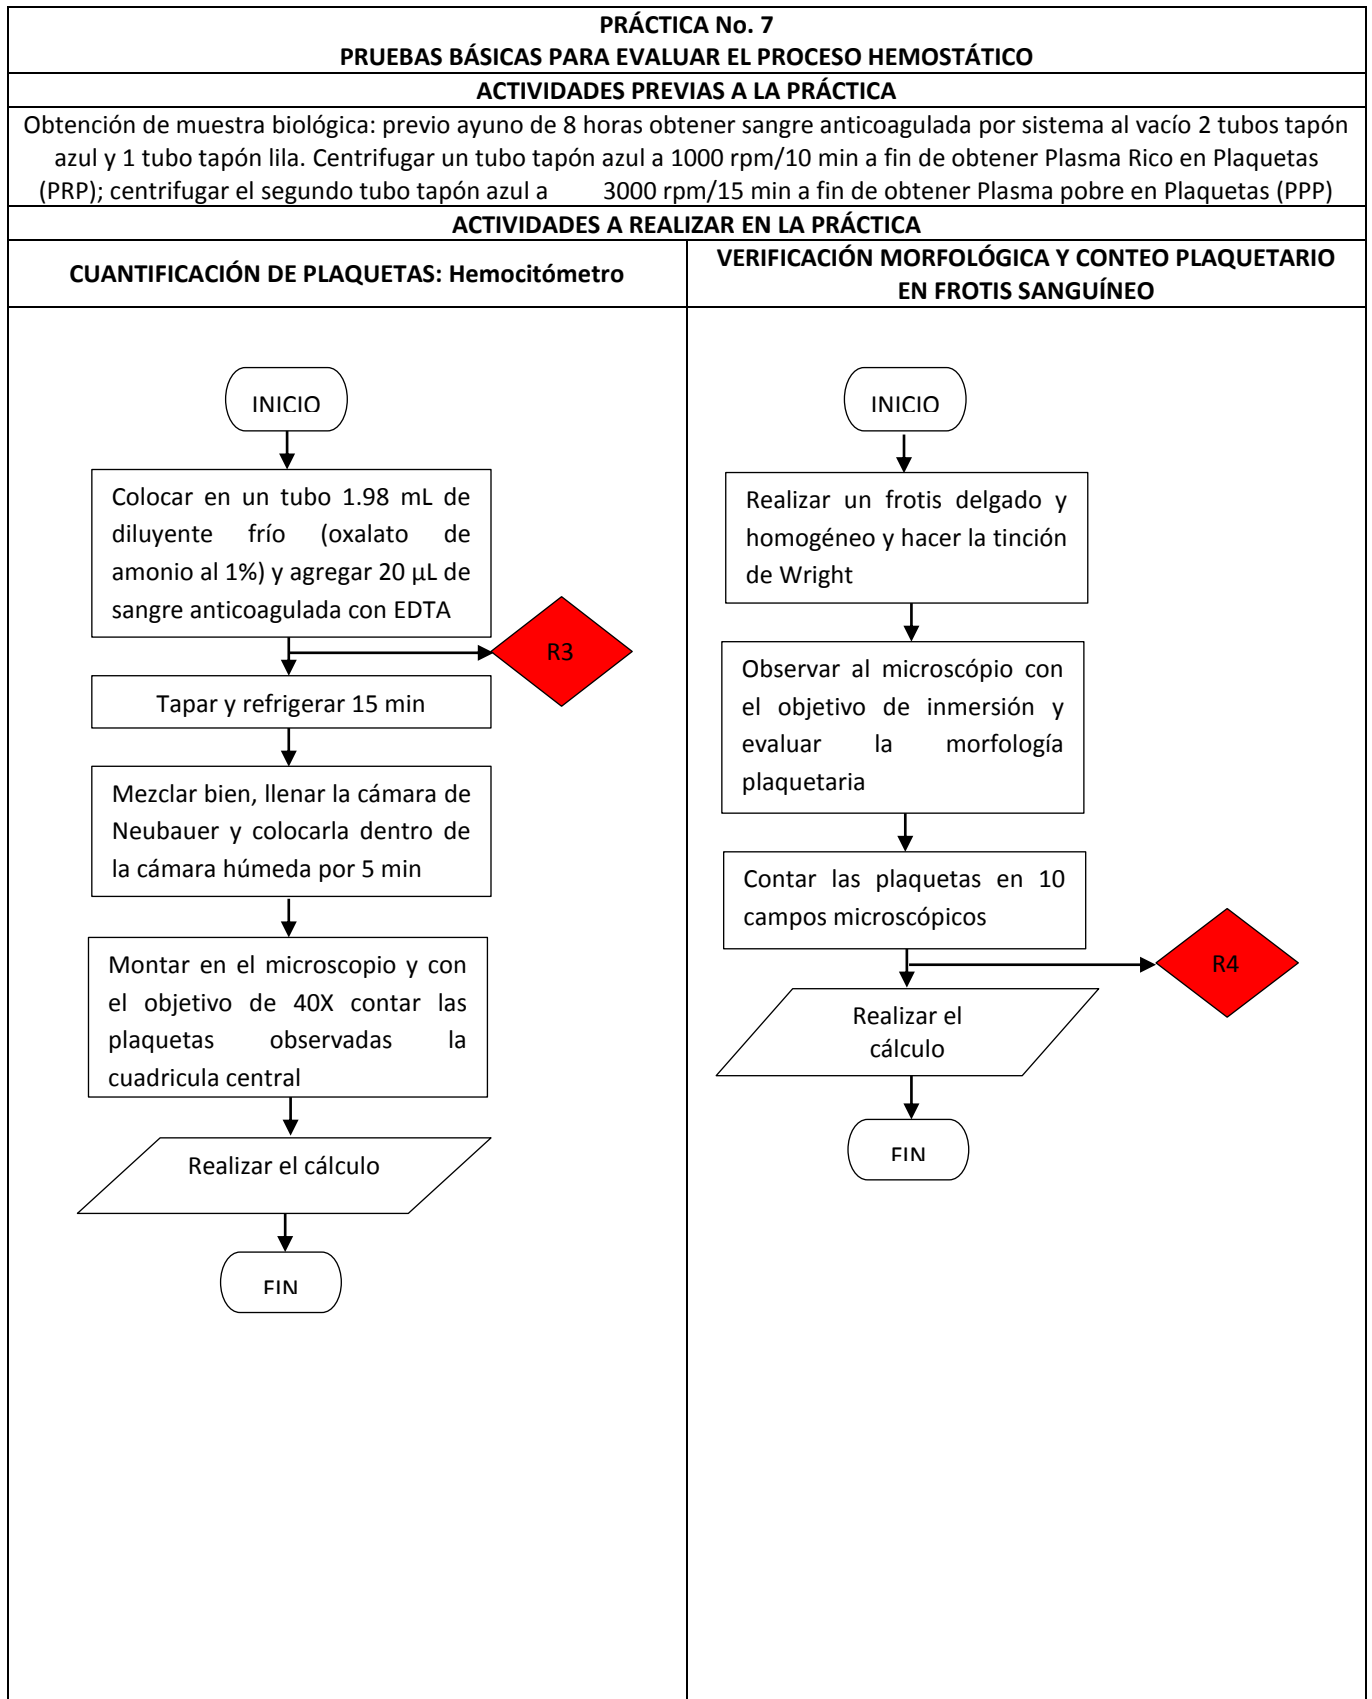 PRÁCTICA No. 7
PRUEBAS BÁSICAS PARA EVALUAR EL PROCESO HEMOSTÁTICO
ACTIVIDADES PREVIAS A LA PRÁCTICA
Obtención de muestra biológica: previo ayuno de 8 horas obtener sangre anticoagulada por sistema al vacío 2 tubos tapón
azul y 1 tubo tapón lila. Centrifugar un tubo tapón azul a 1000 rpm/10 min a fin de obtener Plasma Rico en Plaquetas
(PRP); centrifugar el segundo tubo tapón azul a 3000 rpm/15 min a fin de obtener Plasma pobre en Plaquetas (PPP)
ACTIVIDADES A REALIZAR EN LA PRÁCTICA
CUANTIFICACIÓN DE PLAQUETAS: Hemocitómetro
INICIO
Colocar en un tubo 1.98 mL de
diluyente frío (oxalato de
amonio al 1%) y agregar 20 µL de
sangre anticoagulada con EDTA
R3
Tapar y refrigerar 15 min
Mezclar bien, llenar la cámara de
Neubauer y colocarla dentro de
la cámara húmeda por 5 min
Montar en el microscopio y con
el objetivo de 40X contar las
plaquetas observadas la
cuadricula central
Realizar el cálculo
FIN
VERIFICACIÓN MORFOLÓGICA Y CONTEO PLAQUETARIO
EN FROTIS SANGUÍNEO
INICIO
Realizar un frotis delgado y
homogéneo y hacer la tinción
de Wright
Observar al microscópio con
el objetivo de inmersión y
evaluar la morfología
plaquetaria
Contar las plaquetas en 10
campos microscópicos
R4
Realizar el
cálculo
FIN